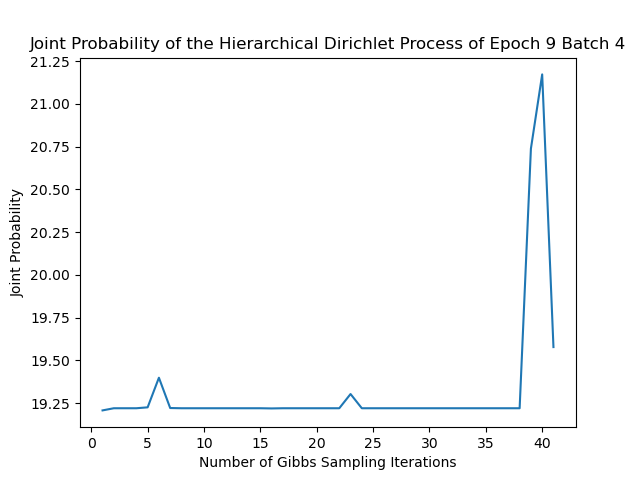 Joint Probability of the Hierarchical Dirichlet Process of Epoch 9 Batch 4
21.25
21.00
20.75
20.50
20.25
20.00
19.75
19.50
19.25
Joint Probability
0 5 10 15 20 25 30 35 40
Number of Gibbs Sampling Iterations